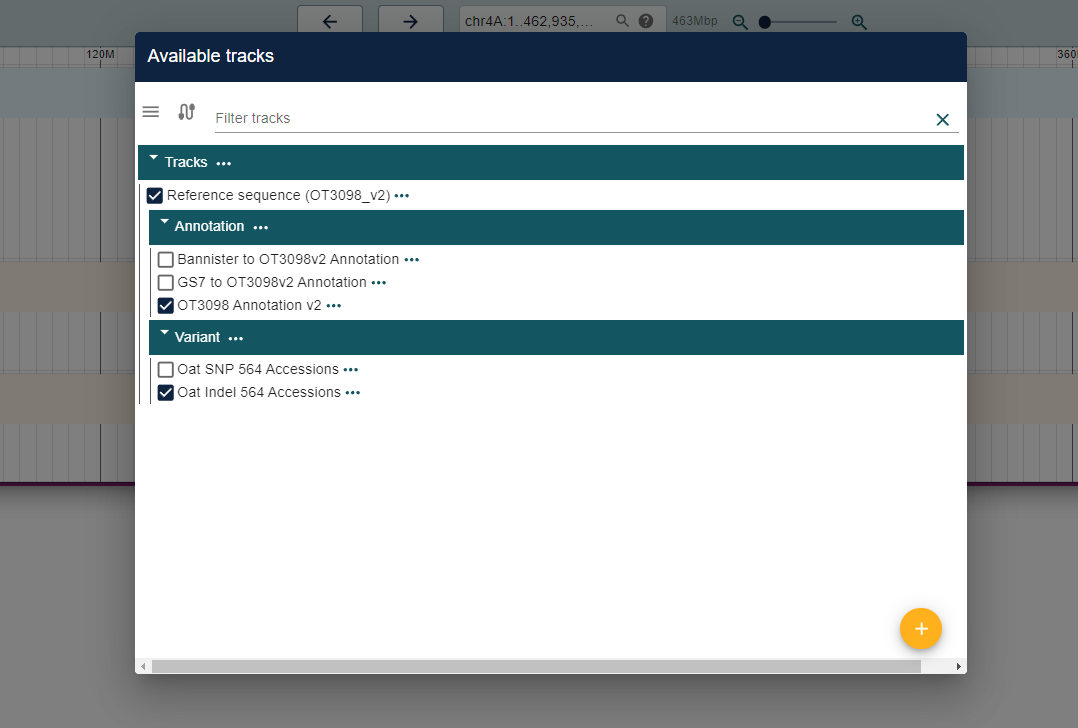 chr4A:1..462,935,...
463Mbp
120M
360
Available tracks
Filter tracks
Tracks
Reference sequence (OT3098_v2)
Annotation
Bannister to OT3098v2 Annotation
GS7 to OT3098v2 Annotation
OT3098 Annotation v2
Variant
Oat SNP 564 Accessions
Oat Indel 564 Accessions